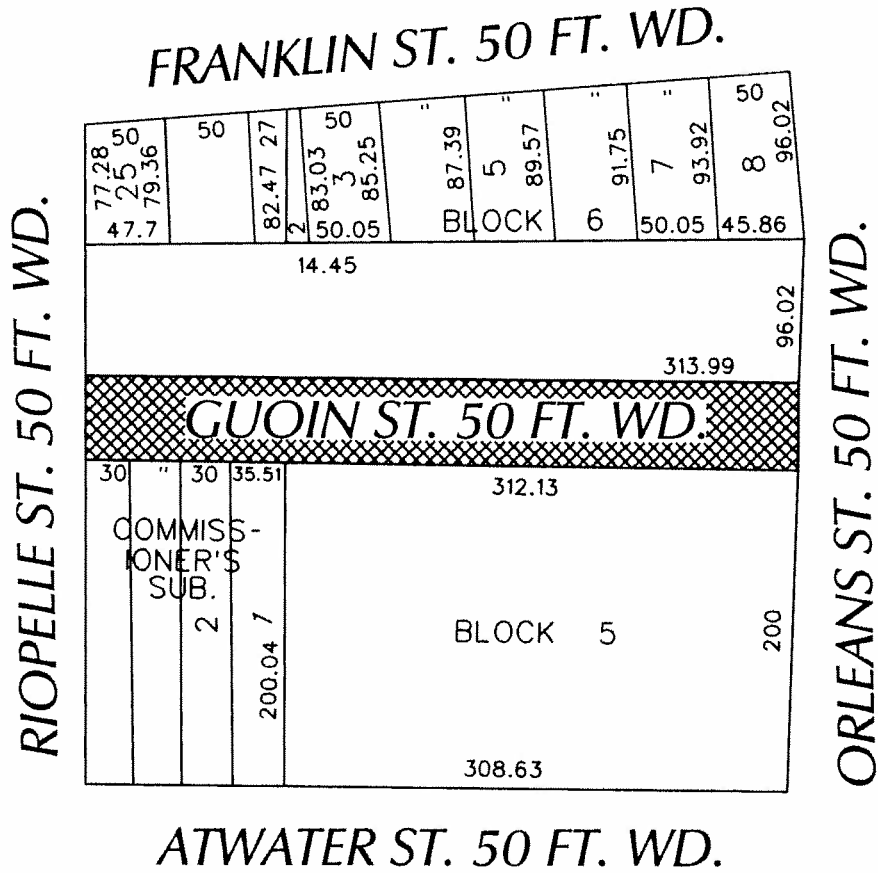 FRANKLIN ST. 50 FT. WD.
50 50 27 50 " " " " 50
77.28 25 79.36 82.47 83.03 3 85.25 87.39 5 89.57 91.75 7 93.92 8 96.02
47.7 2 50.05 BLOCK 6 50.05 45.86
14.45
96.02
313.99
RIOPELLE ST. 50 FT. WD.
GUOIN ST. 50 FT. WD.
ORLEANS ST. 50 FT. WD.
30 " 30 35.51 312.13
COMMISS-
IONER'S
SUB.
2 1
200.04
BLOCK 5
200
308.63
ATWATER ST. 50 FT. WD.